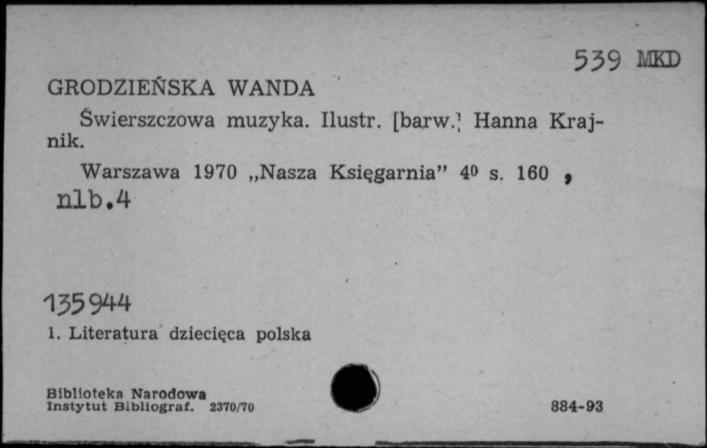 539 MKD
GRODZIEŃSKA WANDA
Świerszczowa muzyka. Ilustr. [barw.] Hanna Kraj-
nik.
Warszawa 1970 „Nasza Księgarnia” 4⁰ s. 160 ,
nlb.4
135944
1. Literatura dziecięca polska
Biblioteka Narodowa
Instytut Bibliograf. 2370/70
884-93